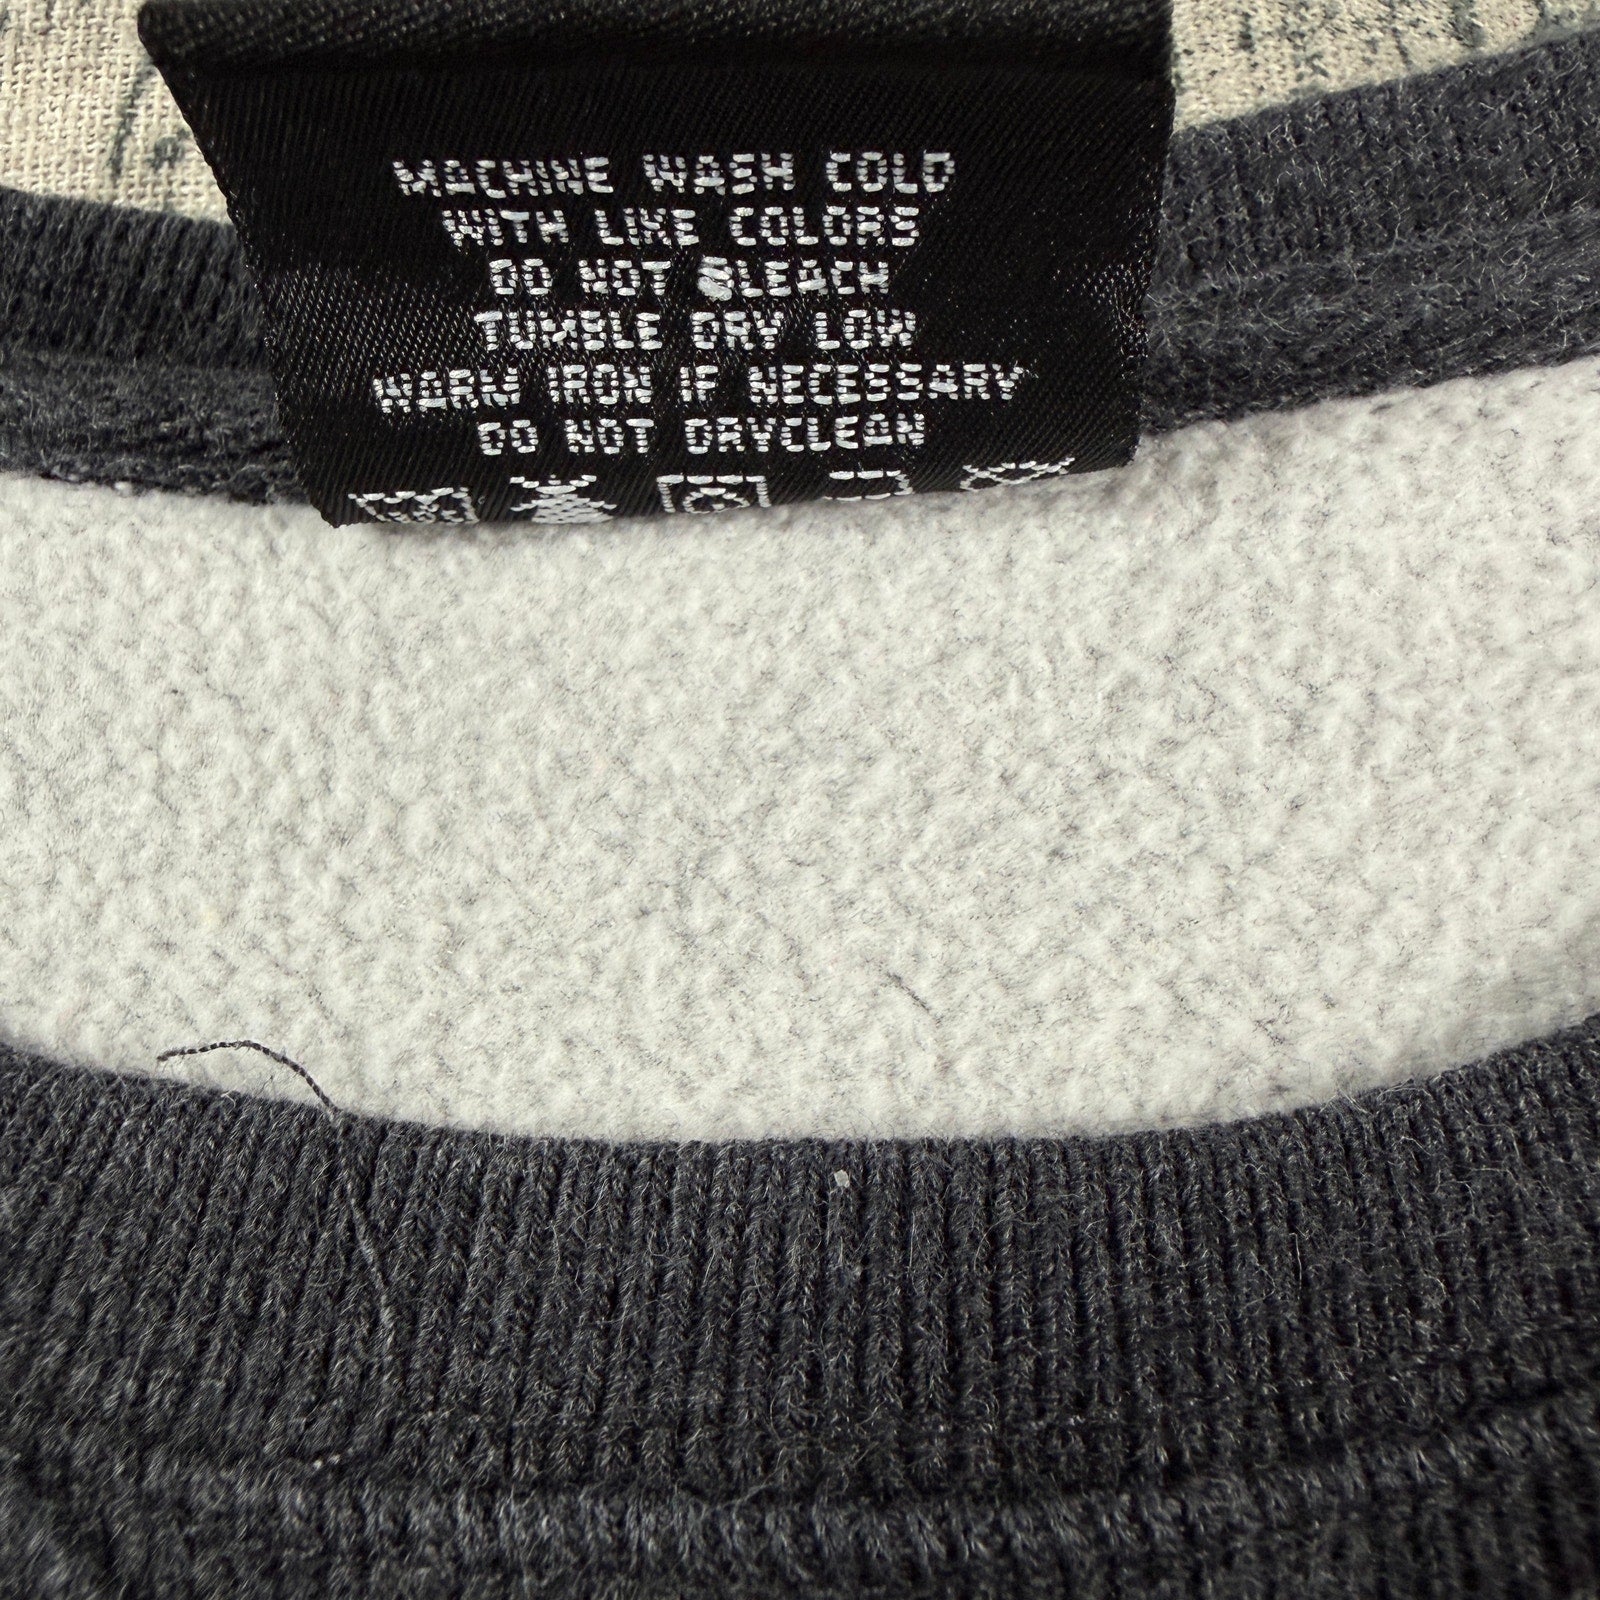 MACHINE WASH COLD
WITH LIKE COLORS
DO NOT BLEACH
TUMBLE DRY LOW
WARM IRON IF NECESSARY
DO NOT DRYCLEAN